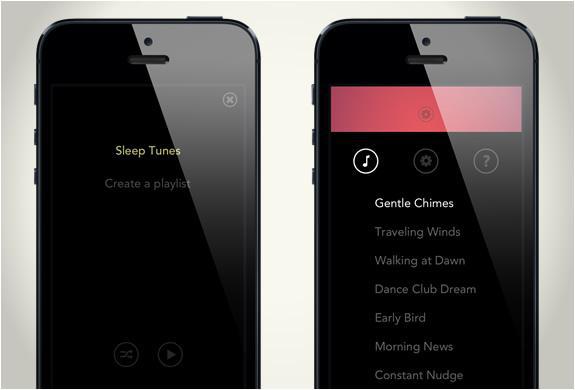 Sleep Tunes
Create a playlist
?
Gentle Chimes
Traveling Winds
Walking at Dawn
Dance Club Dream
Early Bird
Morning News
Constant Nudge